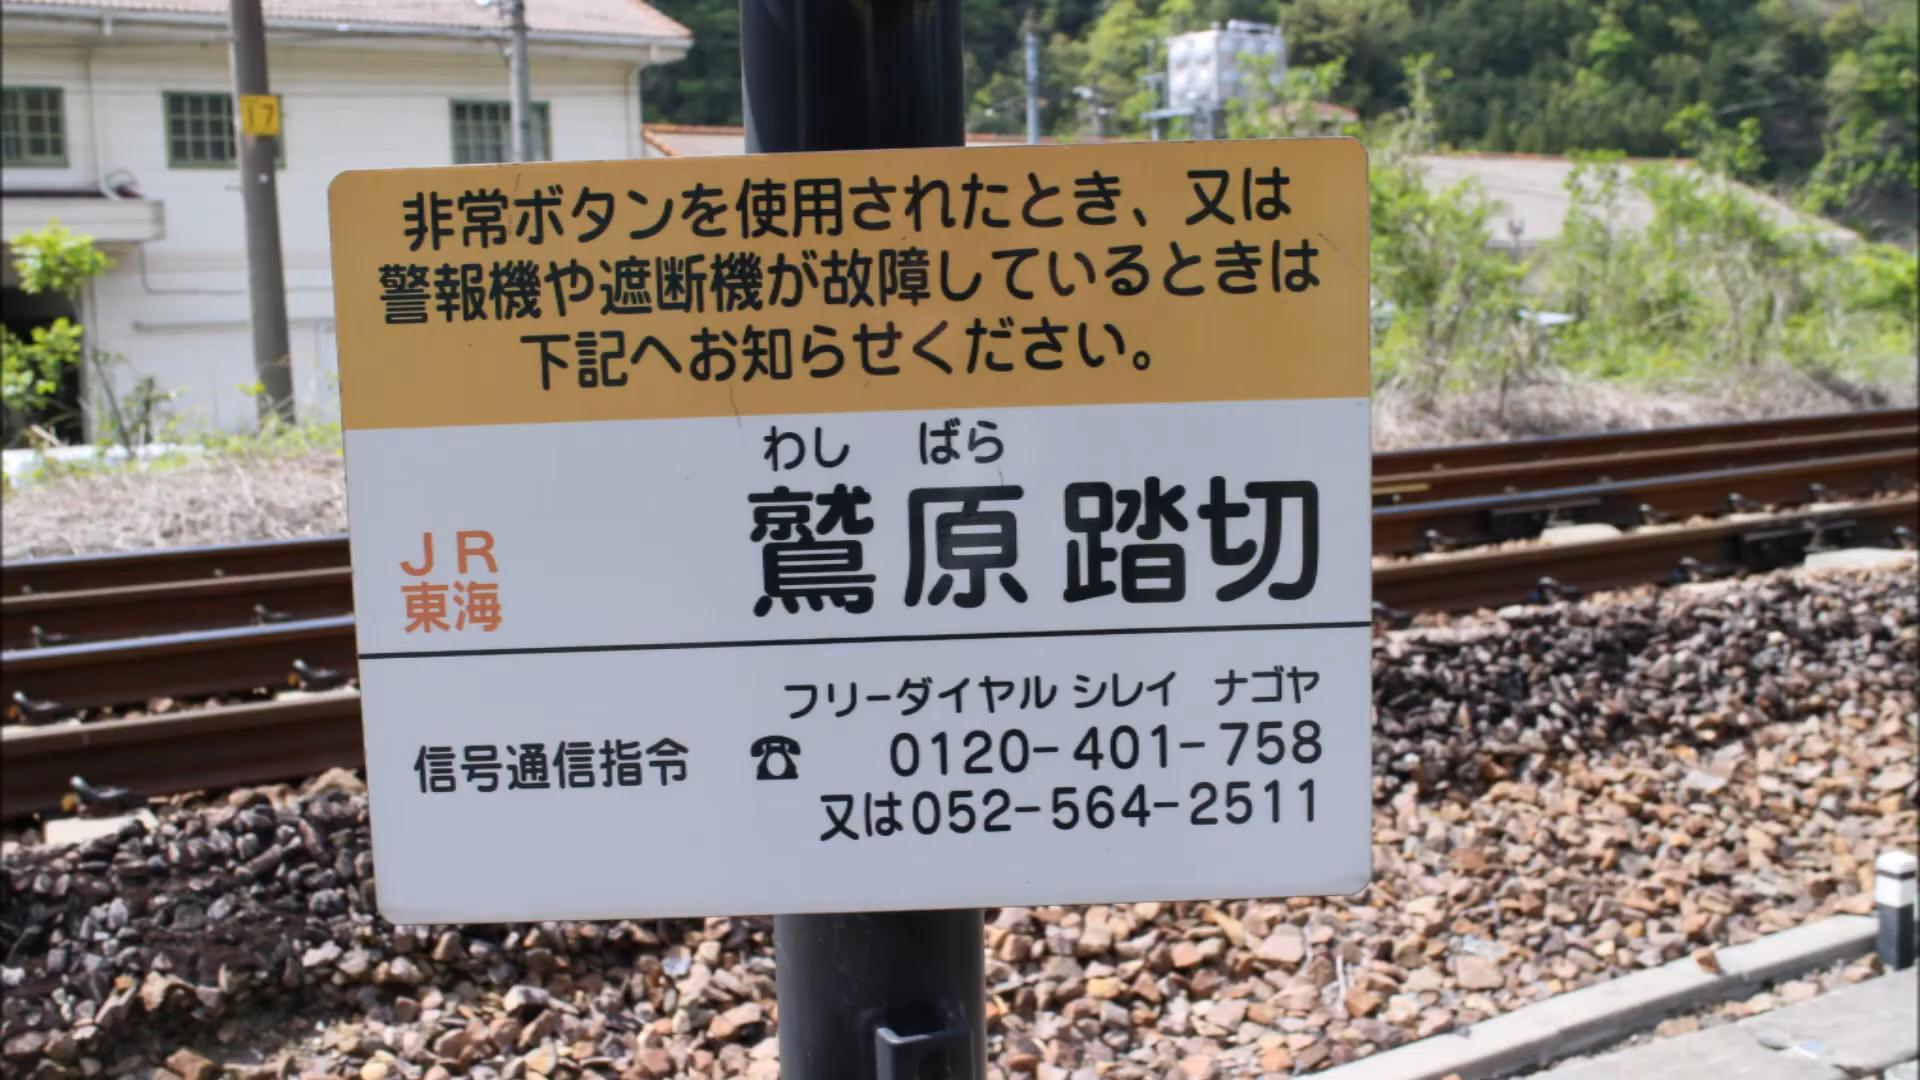 17
非常ボタンを使用されたとき、又は
警報機や遮断機が故障しているときは
下記へお知らせください。
わし ばら
鷲原踏切
JR
東海
フリーダイヤル シレイ ナゴヤ
信号通信指令 ☎ 0120-401-758
又は052-564-2511